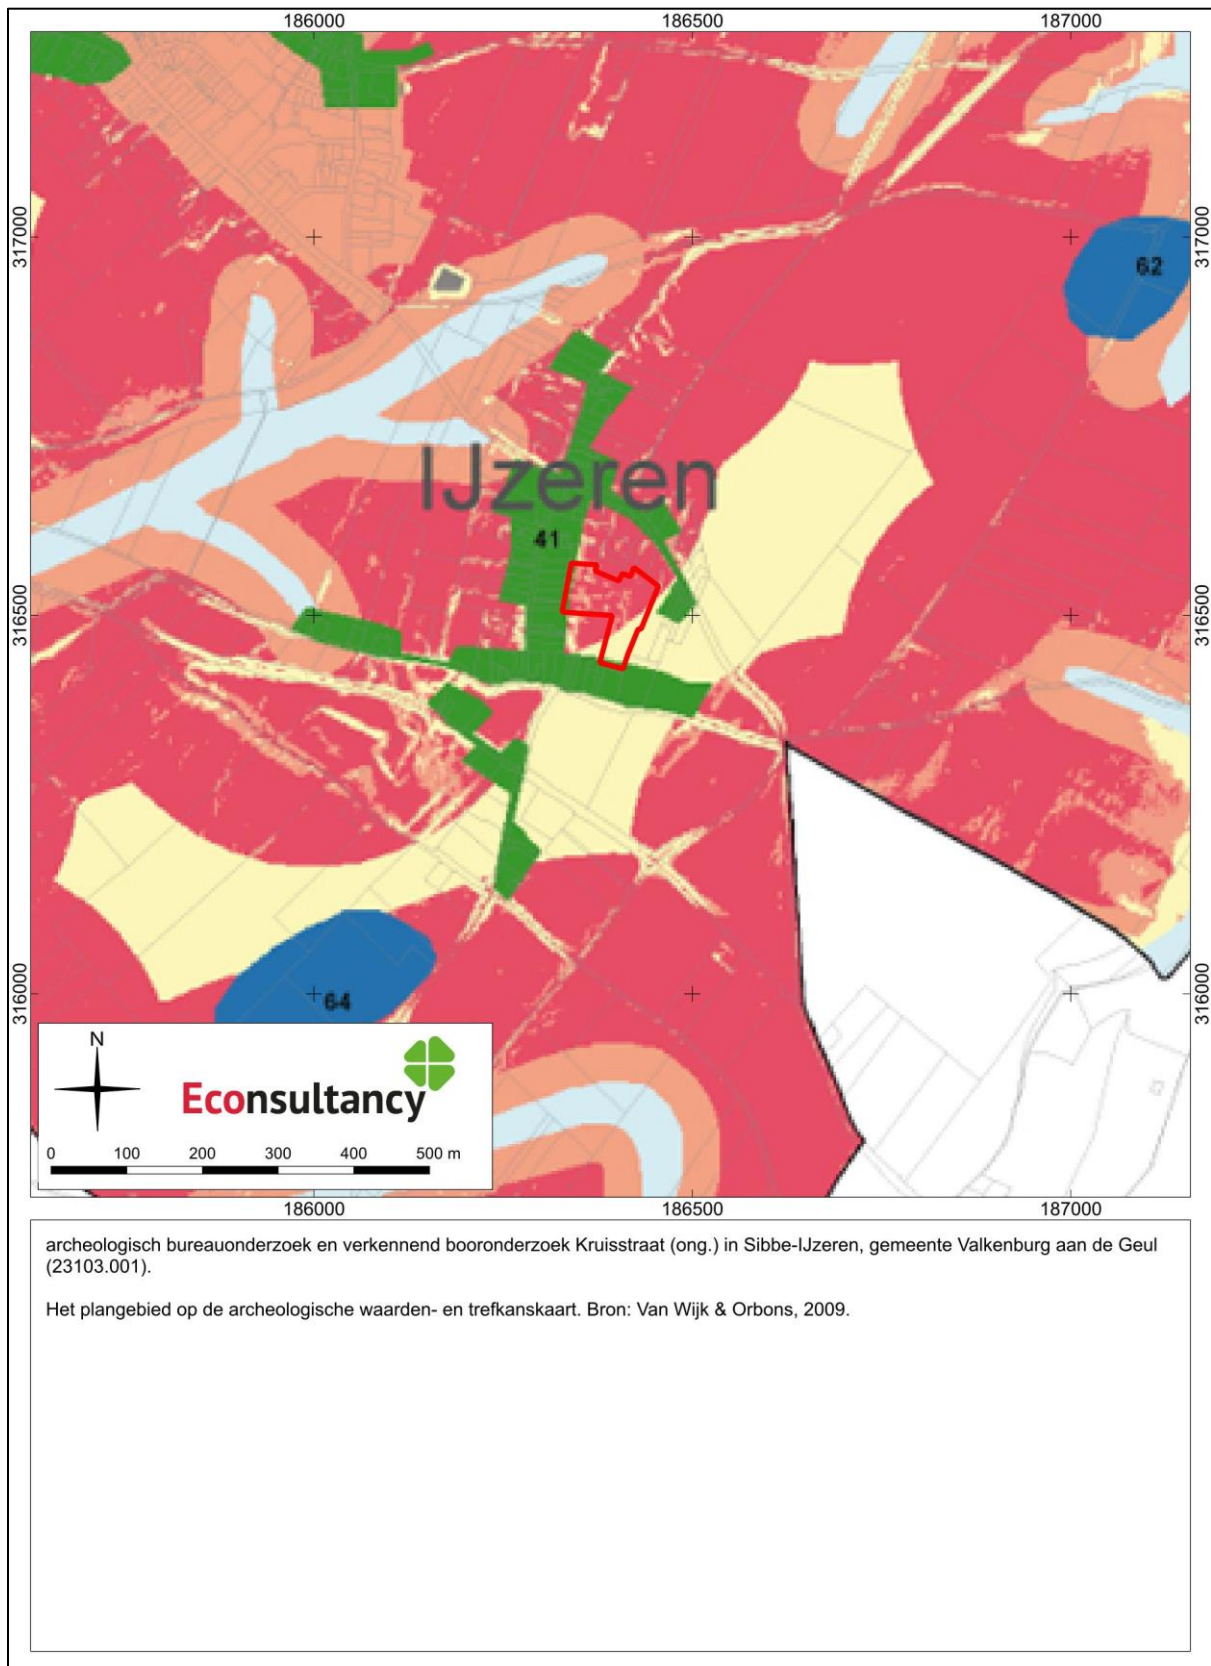 186000 186500 187000
317000 317000
62
IJzeren
41
316500 316500
316000 316000
64
N
Econsultancy
0 100 200 300 400 500 m
186000 186500 187000
archeologisch bureauonderzoek en verkennend booronderzoek Kruisstraat (ong.) in Sibbe-IJzeren, gemeente Valkenburg aan de Geul
(23103.001).
Het plangebied op de archeologische waarden- en trefkanskaart. Bron: Van Wijk & Orbons, 2009.